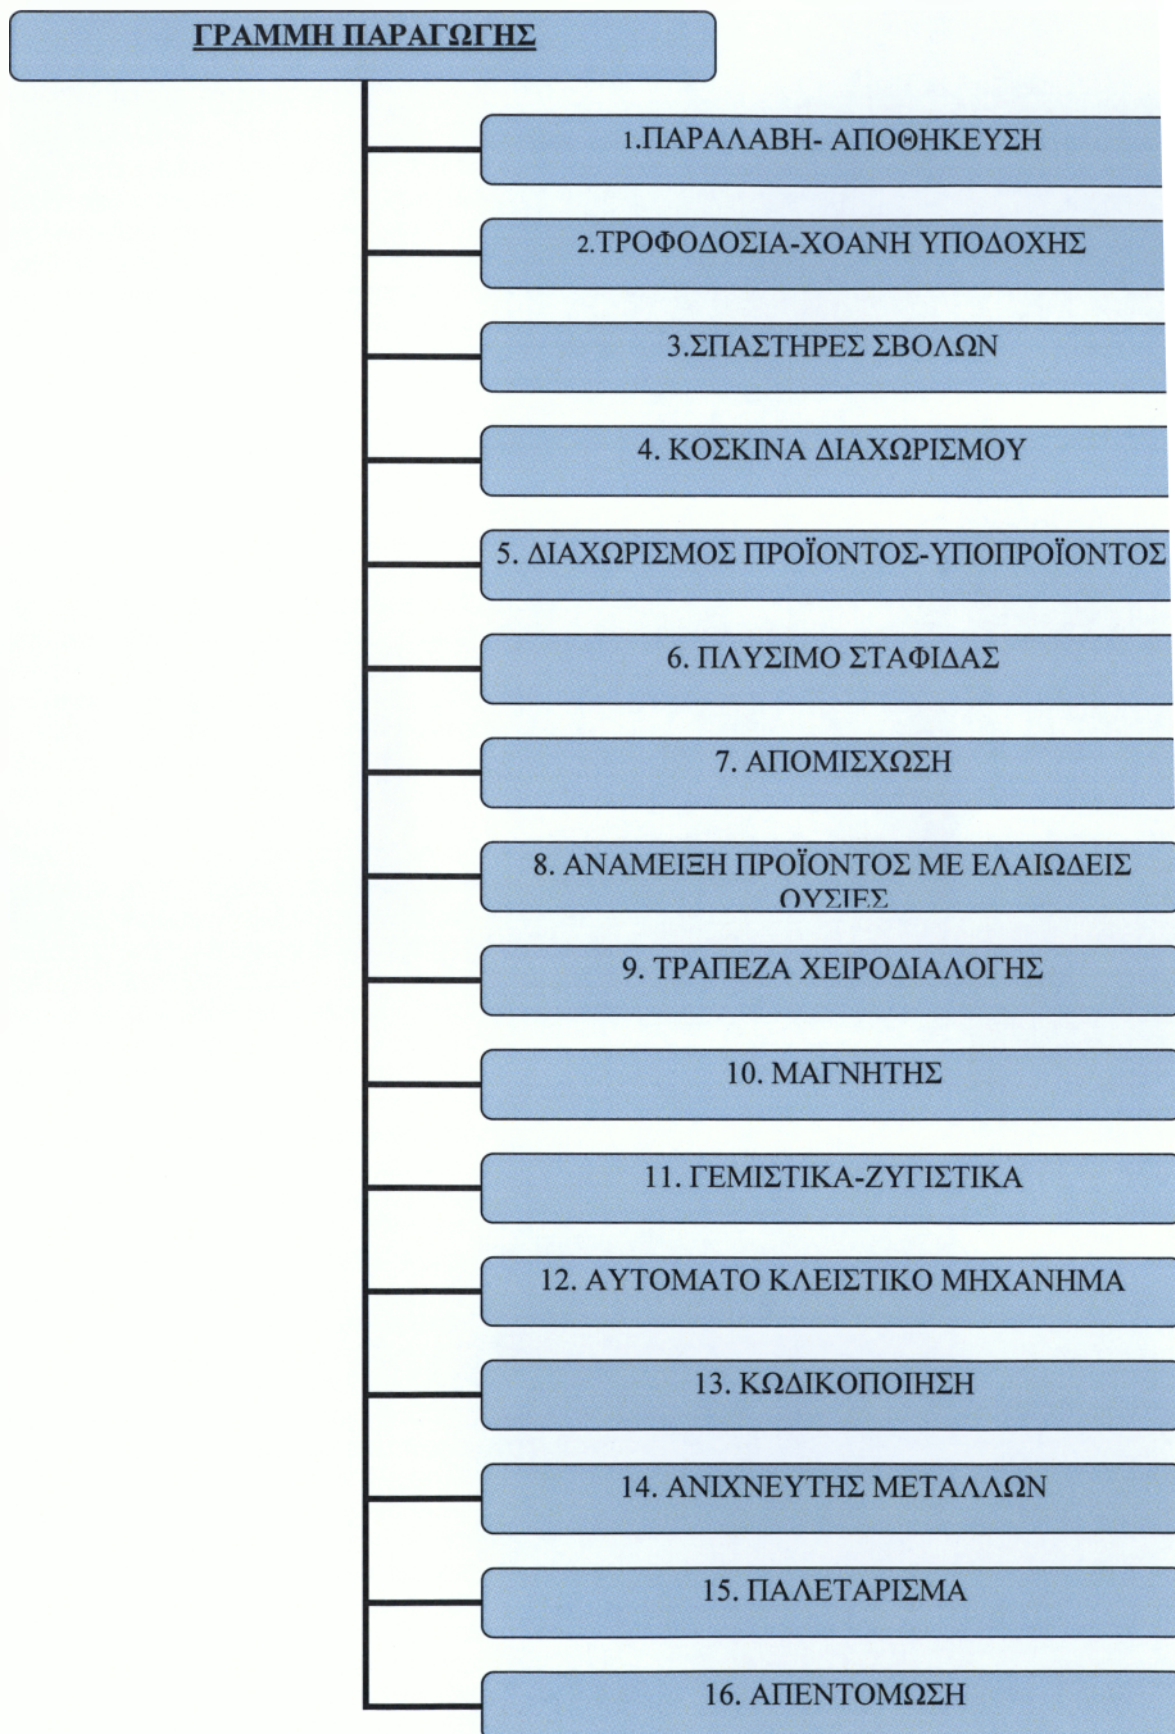 ΓΡΑΜΜΗ ΠΑΡΑΓΩΓΗΣ
1.ΠΑΡΑΛΑΒΗ- ΑΠΟΘΗΚΕΥΣΗ
2.ΤΡΟΦΟΔΟΣΙΑ-ΧΟΑΝΗ ΥΠΟΔΟΧΗΣ
3.ΣΠΑΣΤΗΡΕΣ ΣΒΟΛΩΝ
4. ΚΟΣΚΙΝΑ ΔΙΑΧΩΡΙΣΜΟΥ
5. ΔΙΑΧΩΡΙΣΜΟΣ ΠΡΟΪΟΝΤΟΣ-ΥΠΟΠΡΟΪΟΝΤΟΣ
6. ΠΛΥΣΙΜΟ ΣΤΑΦΙΔΑΣ
7. ΑΠΟΜΙΣΧΩΣΗ
8. ΑΝΑΜΕΙΞΗ ΠΡΟΪΟΝΤΟΣ ΜΕ ΕΛΑΙΩΔΕΙΣ
ΟΥΣΙΕΣ
9. ΤΡΑΠΕΖΑ ΧΕΙΡΟΔΙΑΛΟΓΗΣ
10. ΜΑΓΝΗΤΗΣ
11. ΓΕΜΙΣΤΙΚΑ-ΖΥΓΙΣΤΙΚΑ
12. ΑΥΤΟΜΑΤΟ ΚΛΕΙΣΤΙΚΟ ΜΗΧΑΝΗΜΑ
13. ΚΩΔΙΚΟΠΟΙΗΣΗ
14. ΑΝΙΧΝΕΥΤΗΣ ΜΕΤΑΛΛΩΝ
15. ΠΑΛΕΤΑΡΙΣΜΑ
16. ΑΠΕΝΤΟΜΩΣΗ